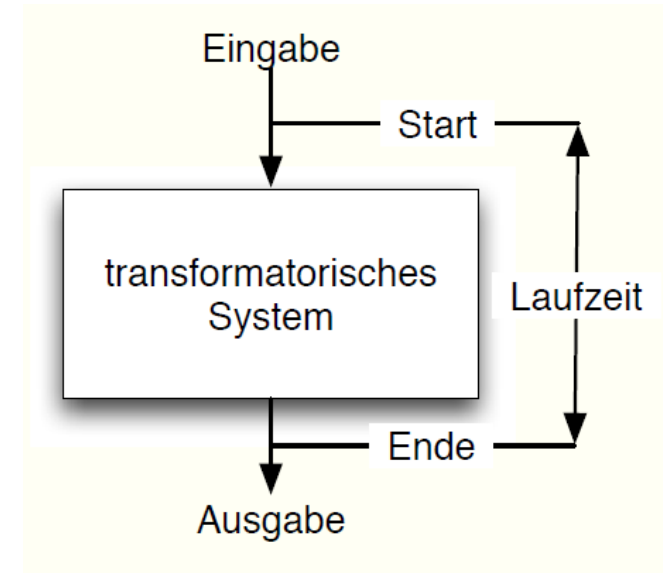 Eingabe
Start
transformatorisches
System
Laufzeit
Ende
Ausgabe